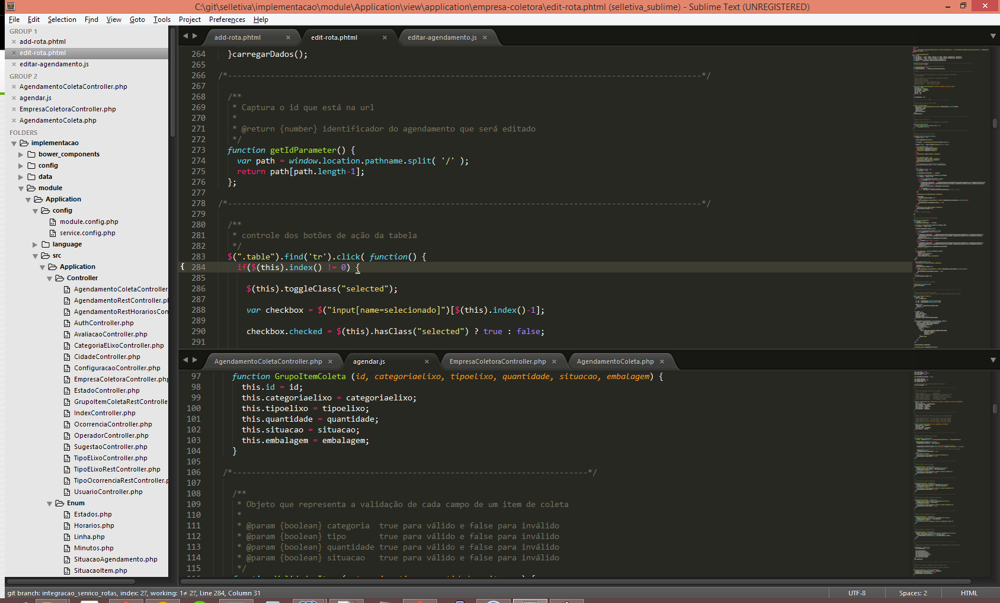 C:\git\selletiva\implementacao\module\Application\view\application\empresa-coletora\edit-rota.phtml (selletiva_sublime) - Sublime Text (UNREGISTERED)
File Edit Selection Find View Goto Tools Project Preferences Help
GROUP 1
add-rota.phtml
edit-rota.phtml
editar-agendamento.js
GROUP 2
AgendamentoColetaController.php
agendar.js
EmpresaColetoraController.php
AgendamentoColeta.php
FOLDERS
implementacao
bower_components
config
data
module
Application
config
module.config.php
service.config.php
language
src
Application
Controller
AgendamentoColetaController
AgendamentoRestController.pl
AgendamentoRestHorariosCon
AuthController.php
AvaliacaoController.php
CategoriaELixoController.php
CidadeController.php
ConfiguracaoController.php
EmpresaColetoraController.php
EstadoController.php
GrupoItemColetaRestControlle
IndexController.php
OcorrenciaController.php
OperadorController.php
SugestaoController.php
TipoELixoController.php
TipoELixoRestController.php
TipoOcorrenciaRestController.p
UsuarioController.php
Enum
Estados.php
Horarios.php
Linha.php
Minutos.php
SituacaoAgendamento.php
SituacaoItem.php
add-rota.phtml edit-rota.phtml editar-agendamento.js
264 }carregarDados();
265
266 /*----------------------------------------------------------------------------------------------------*/
267
268 /**
269 * Captura o id que está na url
270 *
271 * @return {number} identificador do agendamento que será editado
272 */
273 function getIdParameter() {
274 var path = window.location.pathname.split( '/' );
275 return path[path.length-1];
276 };
277
278 /*----------------------------------------------------------------------------------------------------*/
279
280 /**
281 * controle dos botões de ação da tabela
282 */
283 $(".table").find('tr').click( function() {
{ 284 if($(this).index() != 0) {
285
286 $(this).toggleClass("selected");
287
288 var checkbox = $("input[name=selecionado]")[$(this).index()-1];
289
290 checkbox.checked = $(this).hasClass("selected") ? true : false;
291
AgendamentoColetaController.php agendar.js EmpresaColetoraController.php AgendamentoColeta.php
97 function GrupoItemColeta (id, categoriaelixo, tipoelixo, quantidade, situacao, embalagem) {
98 this.id = id;
99 this.categoriaelixo = categoriaelixo;
100 this.tipoelixo = tipoelixo;
101 this.quantidade = quantidade;
102 this.situacao = situacao;
103 this.embalagem = embalagem;
104 }
105
106 /*---------------------------------------------------------------------------*/
107
108 /**
109 * Objeto que representa a validação de cada campo de um item de coleta
110 *
111 * @param {boolean} categoria true para válido e false para inválido
112 * @param {boolean} tipo true para válido e false para inválido
113 * @param {boolean} quantidade true para válido e false para inválido
114 * @param {boolean} situacao true para válido e false para inválido
115 */
git branch: integracao_servico_rotas, index: 2?, working: 1≠ 2?, Line 284, Column 31
UTF-8 Spaces: 2 HTML